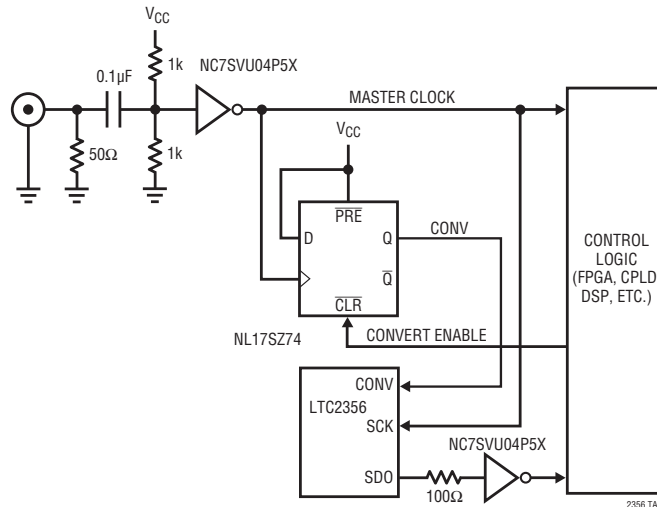 VCC
NC7SVU04P5X
0.1µF
1k
MASTER CLOCK
50Ω
1k
VCC
PRE
D
Q
CONV
Q
CLR
CONTROL
LOGIC
(FPGA, CPLD,
DSP, ETC.)
NL17SZ74
CONVERT ENABLE
CONV
LTC2356
SCK
NC7SVU04P5X
SDO
100Ω
2356 TA